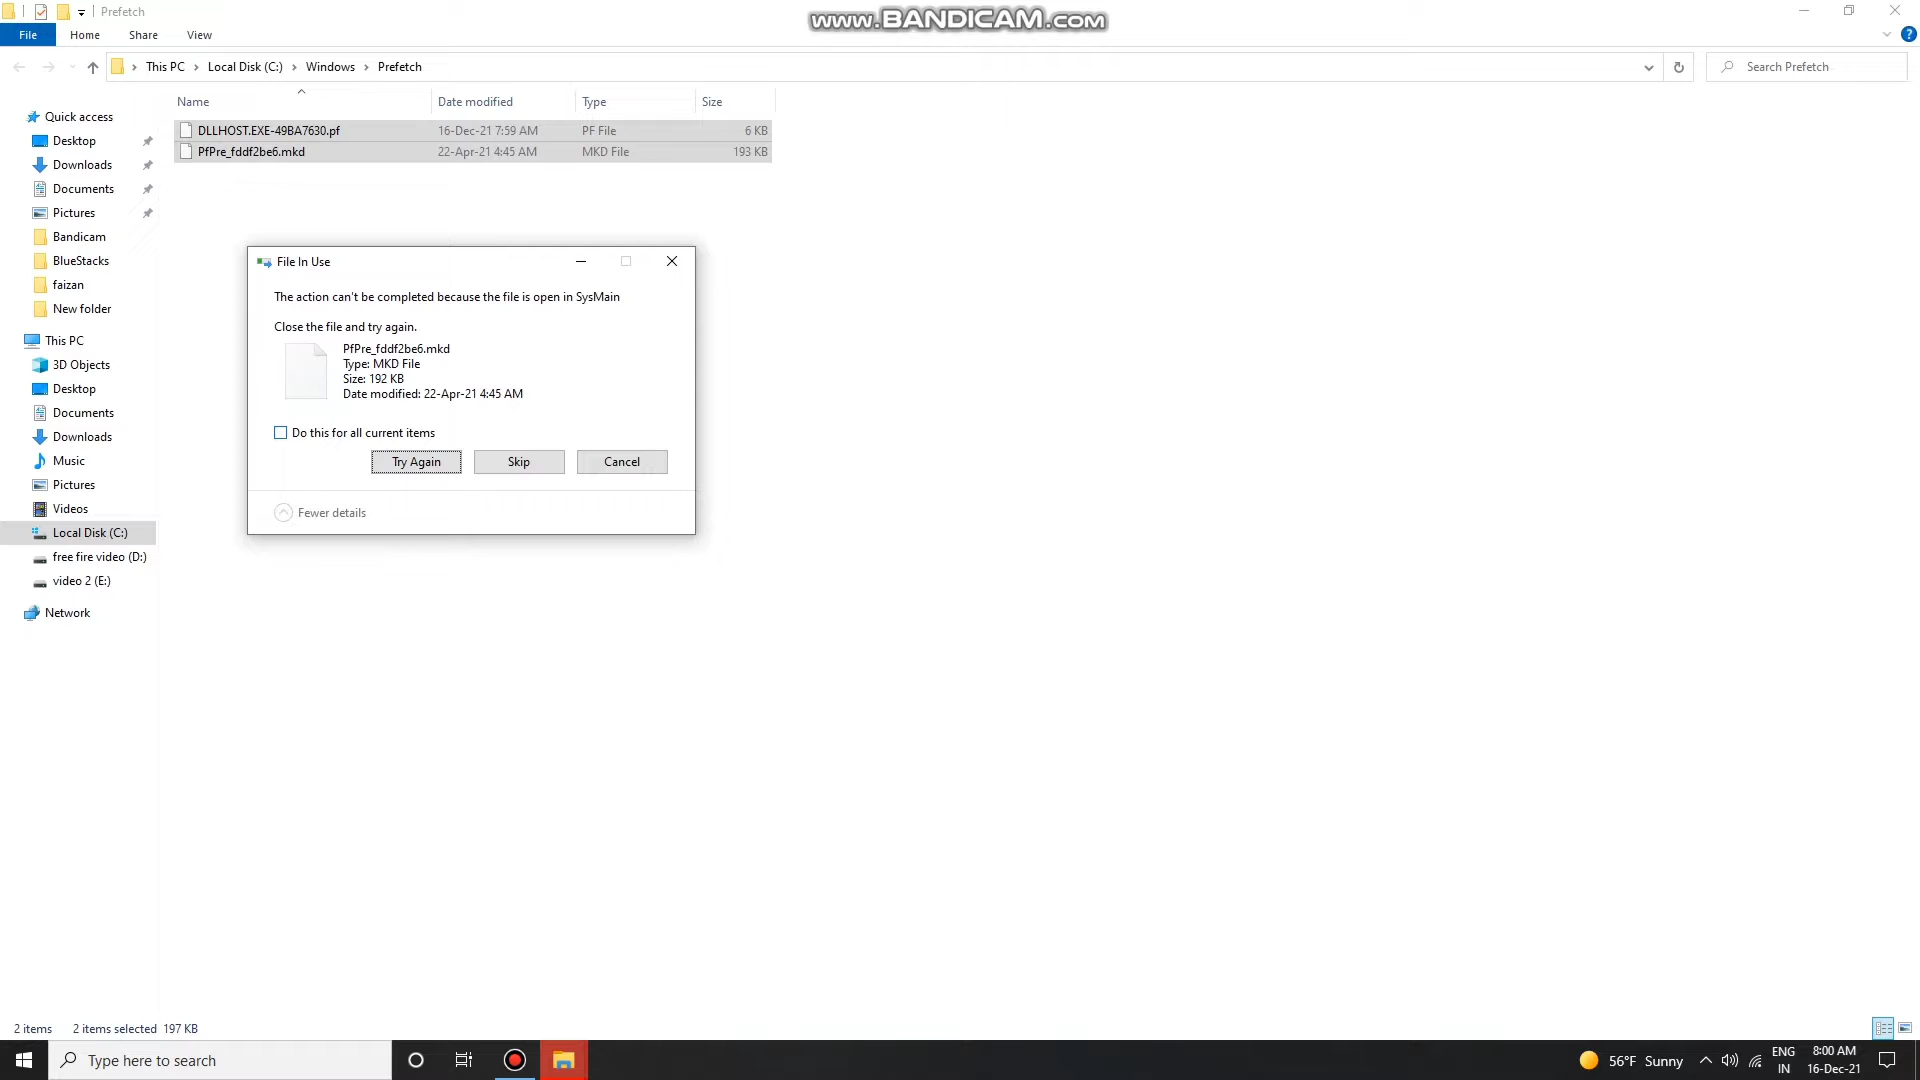 Prefetch
www.BANDICAM.com
File Home Share View
This PC Local Disk (C:) Windows Prefetch
Search Prefetch
Name Date modified Type Size
DLLHOST.EXE-49BA7630.pf 16-Dec-21 7:59 AM PF File 6 KB
PfPre_fddf2be6.mkd 22-Apr-21 4:45 AM MKD File 193 KB
Quick access
Desktop
Downloads
Documents
Pictures
Bandicam
BlueStacks
faizan
New folder
This PC
3D Objects
Desktop
Documents
Downloads
Music
Pictures
Videos
Local Disk (C:)
free fire video (D:)
video 2 (E:)
Network
File In Use
The action can't be completed because the file is open in SysMain
Close the file and try again.
PfPre_fddf2be6.mkd
Type: MKD File
Size: 192 KB
Date modified: 22-Apr-21 4:45 AM
Do this for all current items
Try Again Skip Cancel
Fewer details
2 items 2 items selected 197 KB
Type here to search
56°F Sunny
ENG
IN
8:00 AM
16-Dec-21